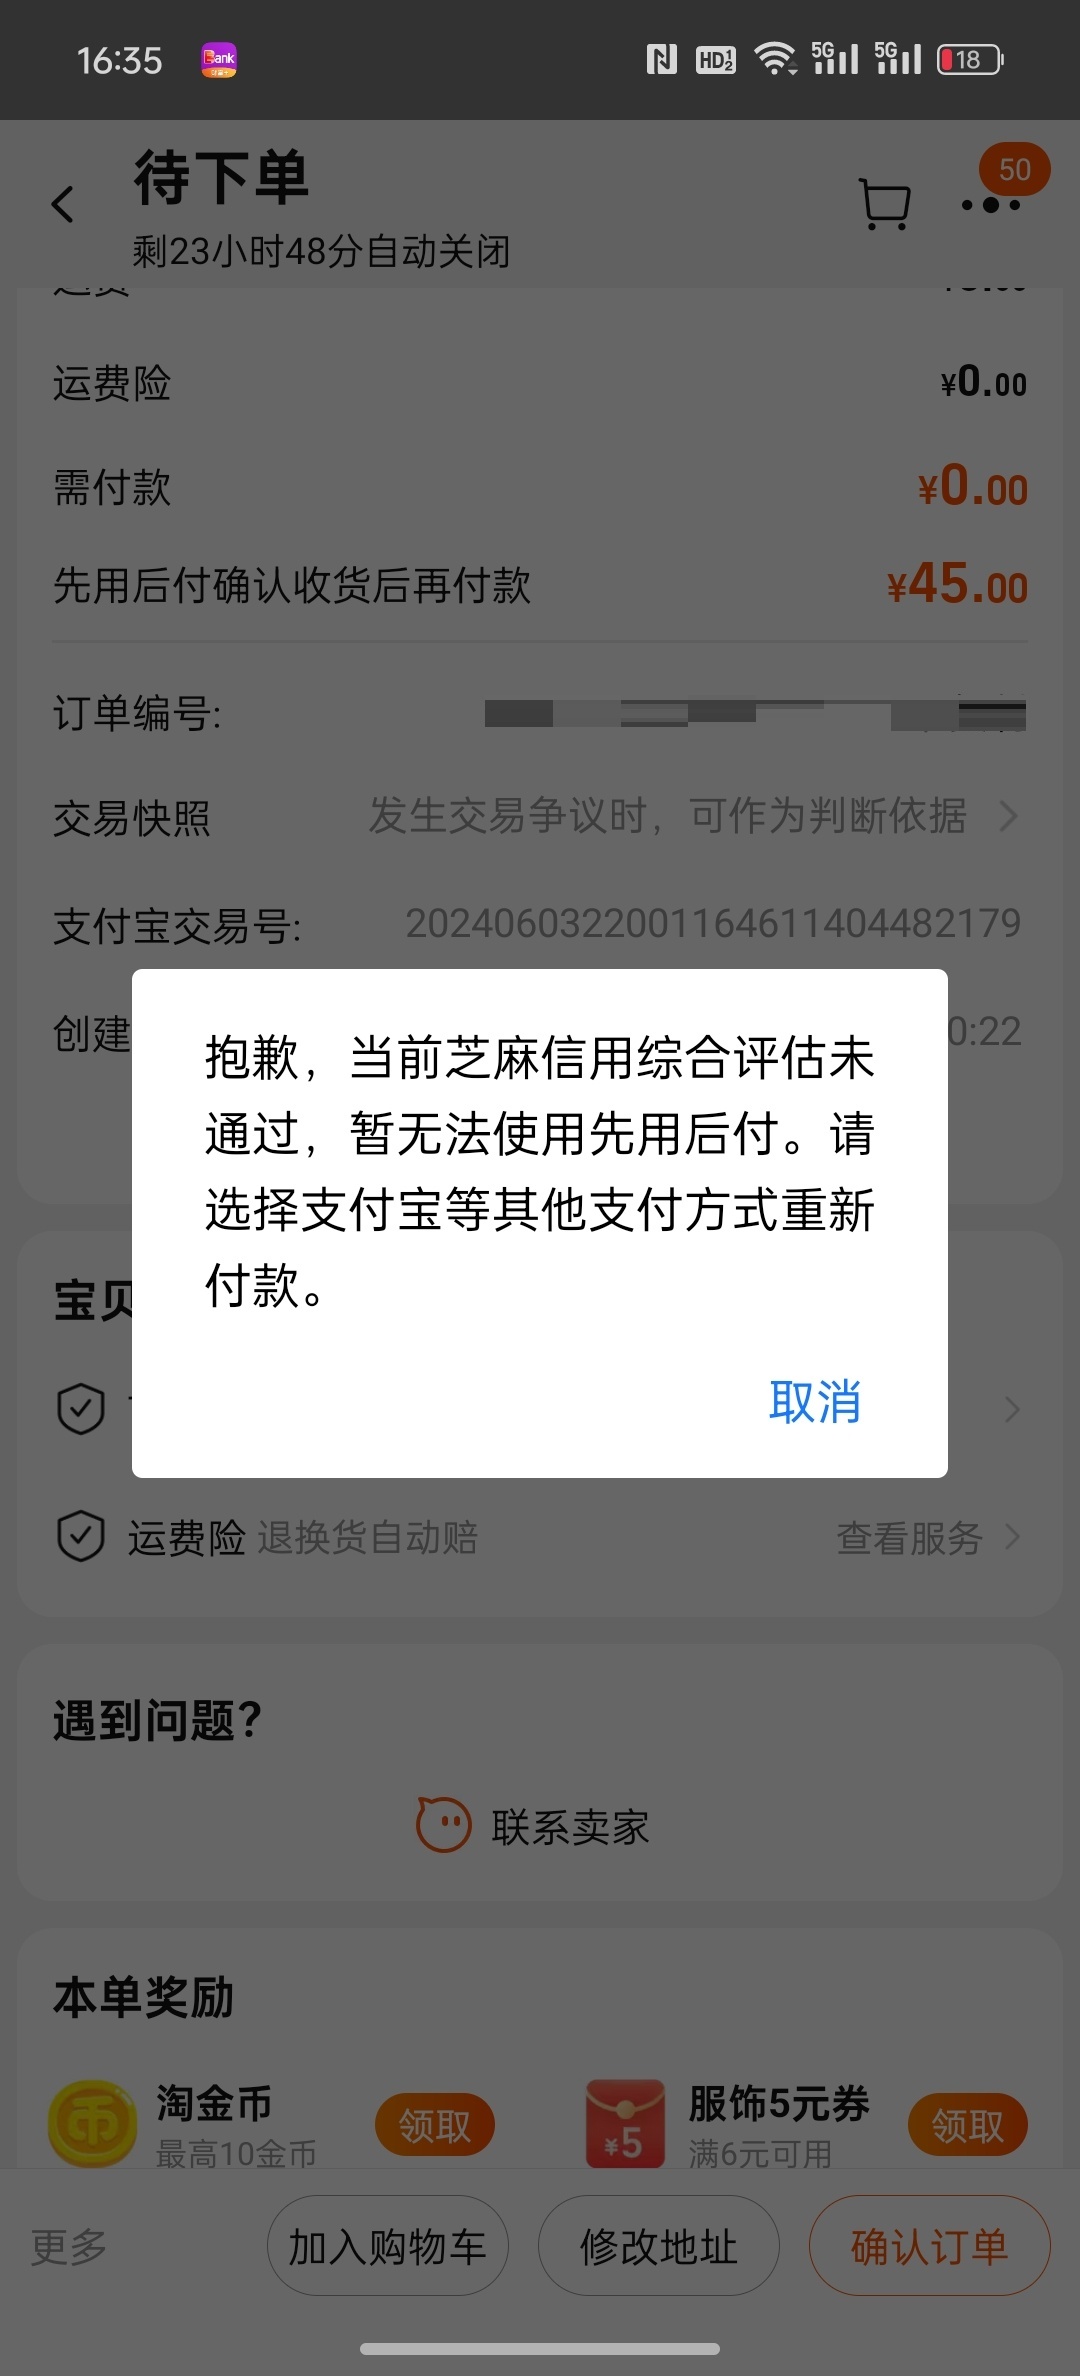 16:35
Bank
HD 1 2
5G
5G
18
待下单
50
剩23小时48分自动关闭
运费险
¥0.00
需付款
¥0.00
先用后付确认收货后再付款
¥45.00
订单编号:
交易快照
发生交易争议时，可作为判断依据
支付宝交易号:
2024060322001164611404482179
创建
0:22
抱歉，当前芝麻信用综合评估未
通过，暂无法使用先用后付。请
选择支付宝等其他支付方式重新
付款。
取消
宝贝
运费险 退换货自动赔
查看服务
遇到问题?
联系卖家
本单奖励
币
淘金币
最高10金币
领取
¥5
服饰5元券
满6元可用
领取
更多
加入购物车
修改地址
确认订单